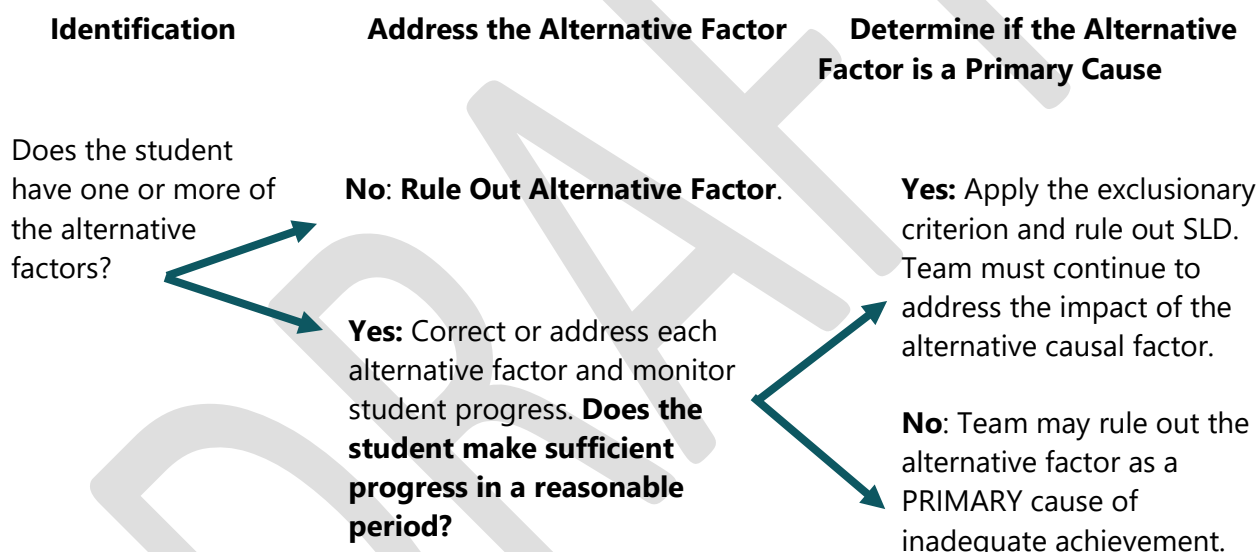 Identification
Address the Alternative Factor
Determine if the Alternative
Factor is a Primary Cause
Does the student
have one or more of
the alternative
factors?
No: Rule Out Alternative Factor.
Yes: Correct or address each
alternative factor and monitor
student progress. Does the
student make sufficient
progress in a reasonable
period?
Yes: Apply the exclusionary
criterion and rule out SLD.
Team must continue to
address the impact of the
alternative causal factor.
No: Team may rule out the
alternative factor as a
PRIMARY cause of
inadequate achievement.
DRAFT